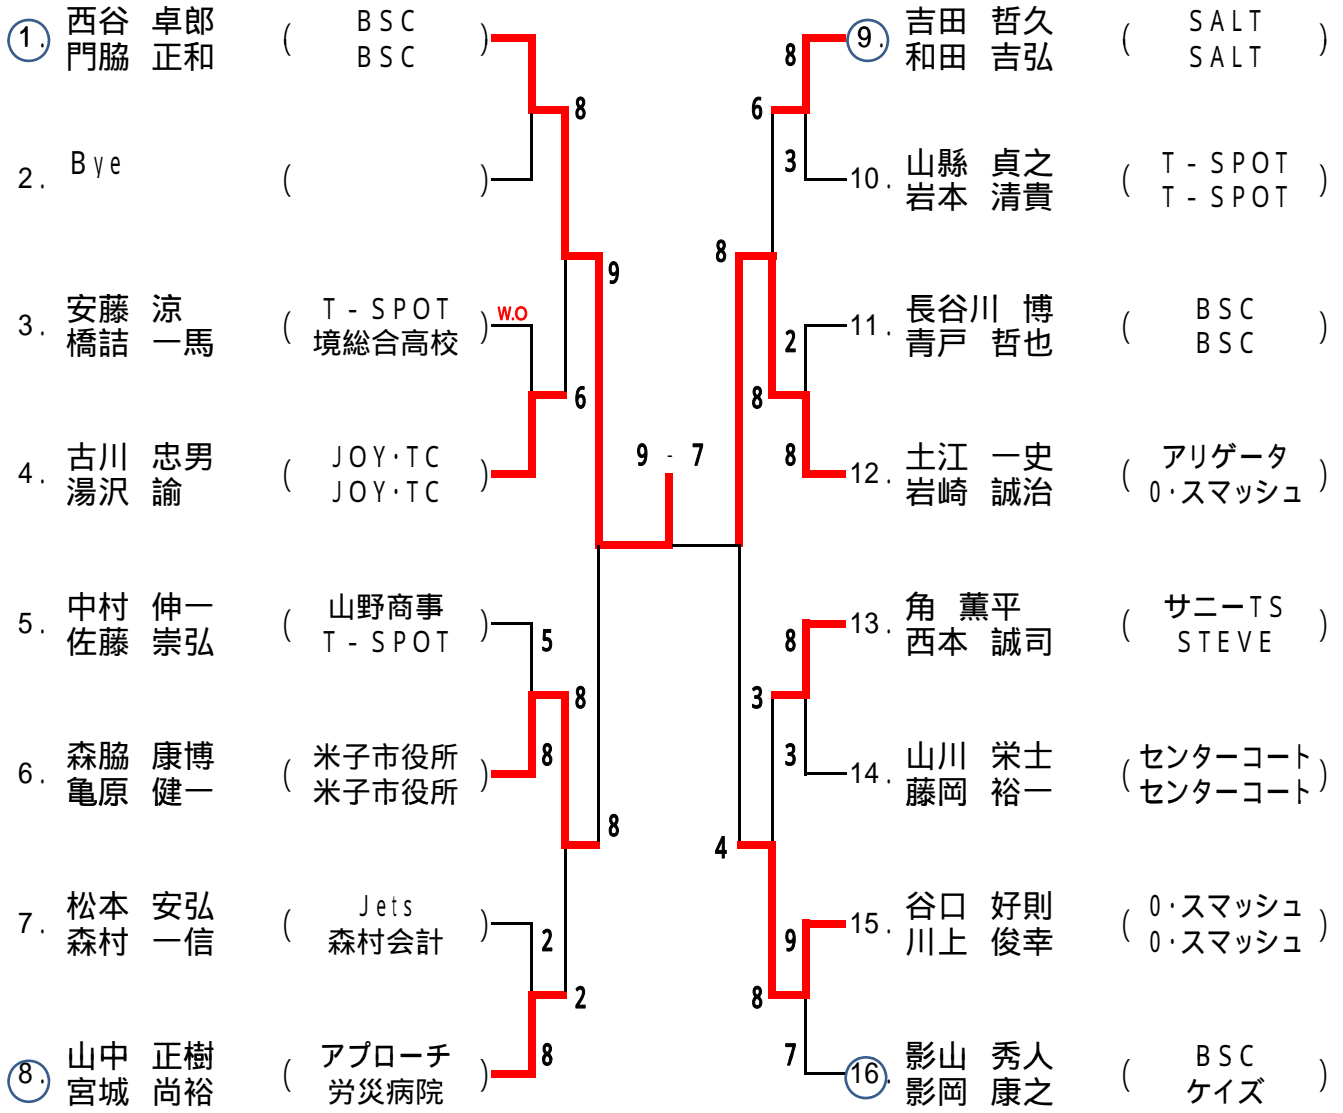 1. 西谷 卓郎 ( BSC )
門脇 正和 BSC
2. Bye ( )
3. 安藤 涼 ( T-SPOT )
橋詰 一馬 境総合高校
W.O
4. 古川 忠男 ( JOY・TC )
湯沢 諭 JOY・TC
5. 中村 伸一 ( 山野商事 )
佐藤 崇弘 T-SPOT
6. 森脇 康博 ( 米子市役所 )
亀原 健一 米子市役所
7. 松本 安弘 ( Jets )
森村 一信 森村会計
8. 山中 正樹 ( アプローチ )
宮城 尚裕 労災病院
8
9
6
5
8
8
8
2
2
8
9 - 7
8
6
3
8
2
8
8
8
3
3
4
9
8
7
9. 吉田 哲久 ( SALT )
和田 吉弘 SALT
10. 山縣 貞之 ( T-SPOT )
岩本 清貴 T-SPOT
11. 長谷川 博 ( BSC )
青戸 哲也 BSC
12. 土江 一史 ( アリゲータ )
岩崎 誠治 O・スマッシュ
13. 角 薫平 ( サニーTS )
西本 誠司 STEVE
14. 山川 栄士 ( センターコート )
藤岡 裕一 センターコート
15. 谷口 好則 ( O・スマッシュ )
川上 俊幸 O・スマッシュ
16. 影山 秀人 ( BSC )
影岡 康之 ケイズ